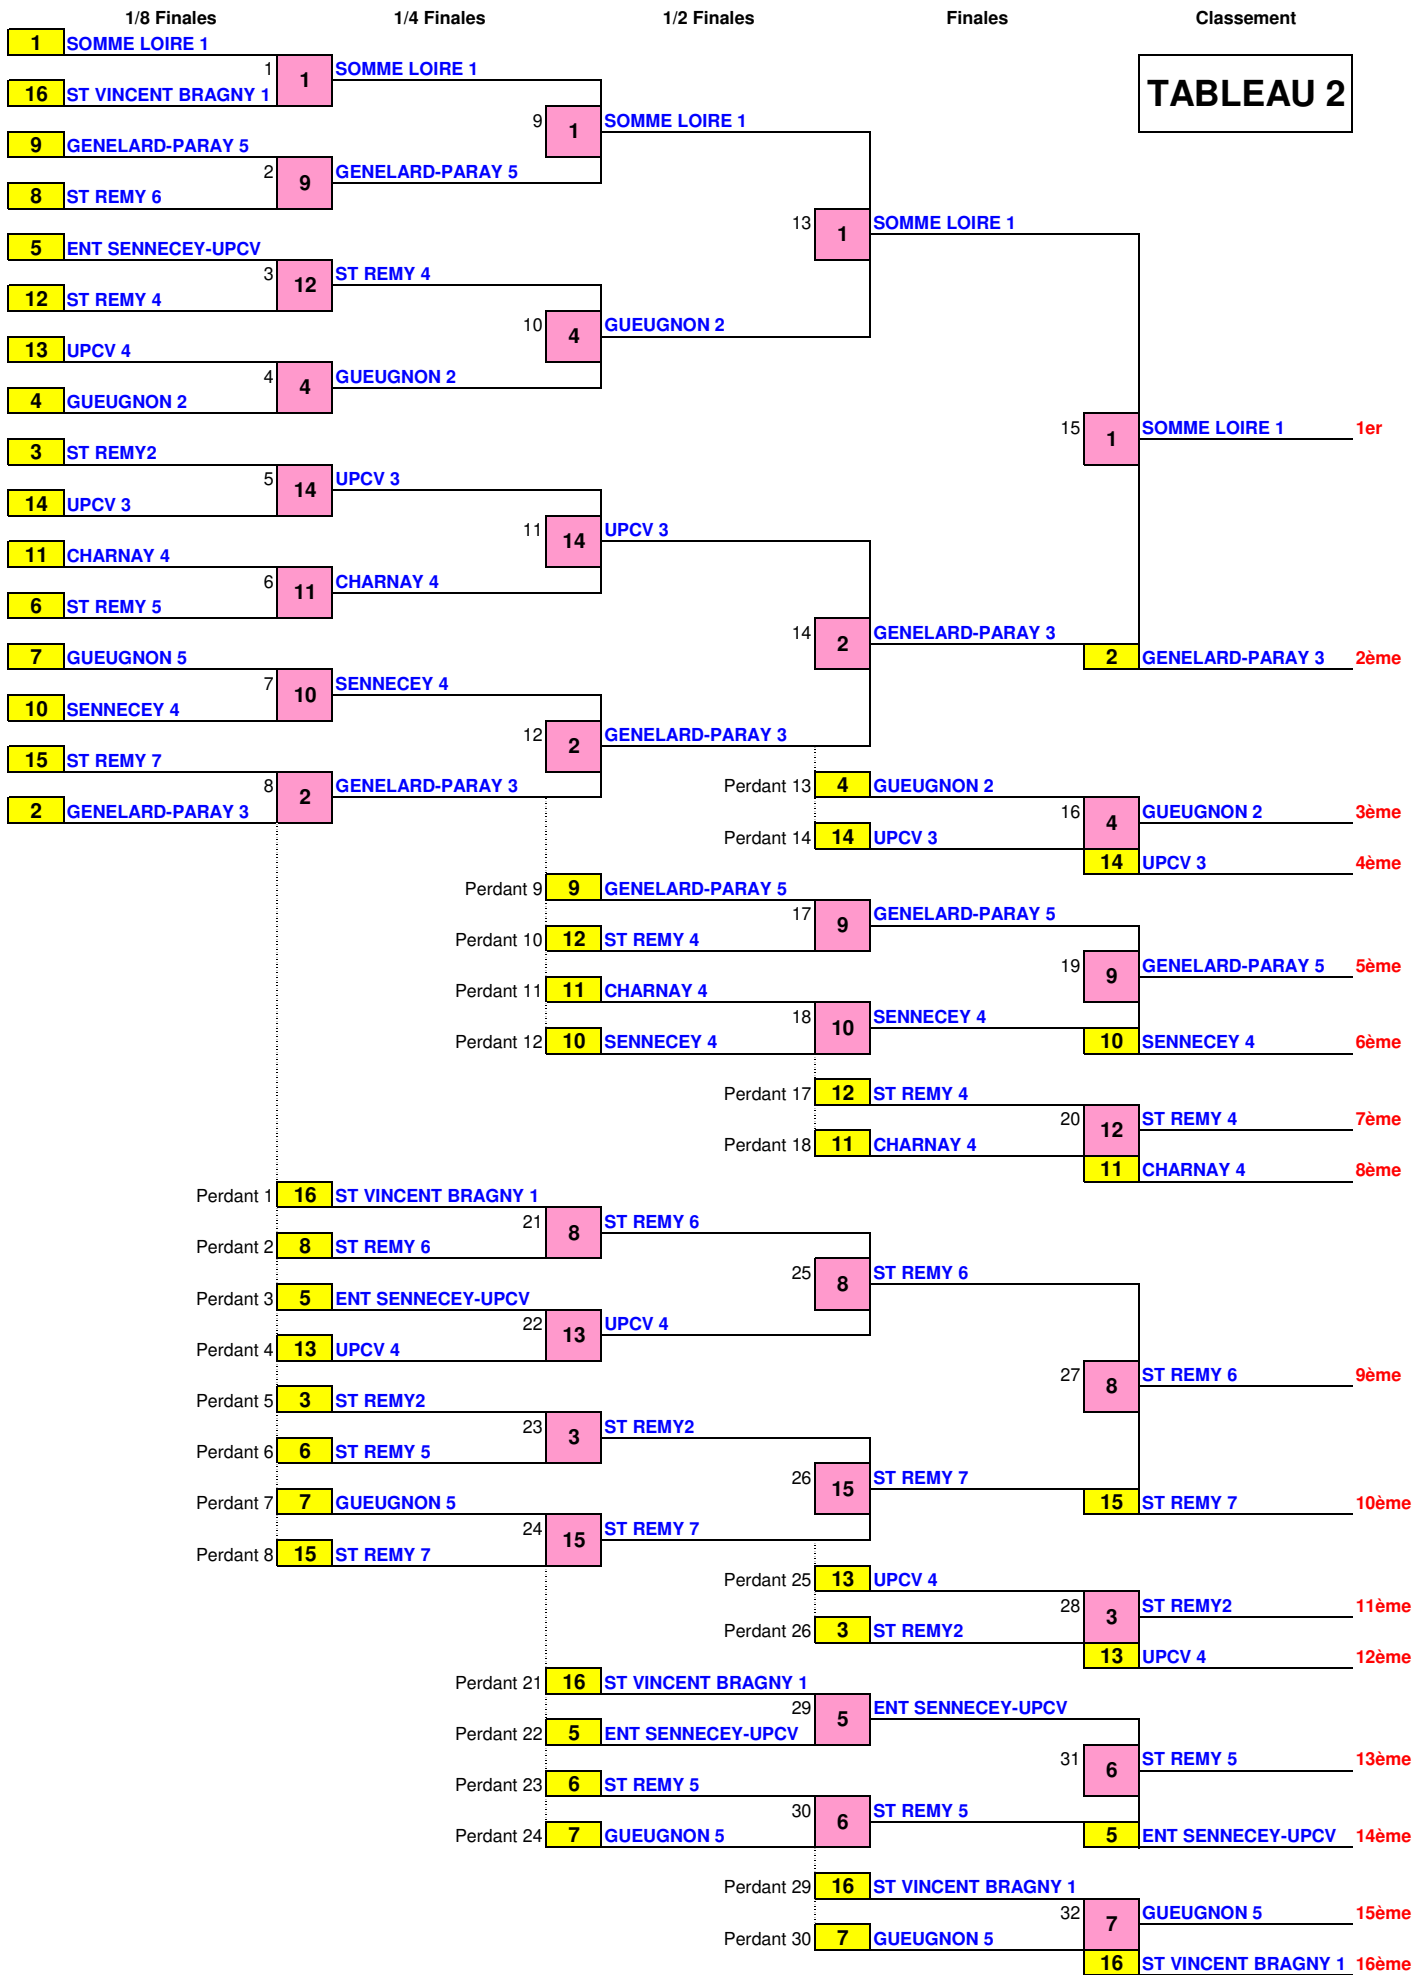 1/8 Finales 1/4 Finales 1/2 Finales Finales Classement
1 SOMME LOIRE 1
1 1 SOMME LOIRE 1
TABLEAU 2
16 ST VINCENT BRAGNY 1
9 1 SOMME LOIRE 1
9 GENELARD-PARAY 5
2 9 GENELARD-PARAY 5
8 ST REMY 6
13 1 SOMME LOIRE 1
5 ENT SENNECEY-UPCV
3 12 ST REMY 4
12 ST REMY 4
10 4 GUEUGNON 2
13 UPCV 4
4 4 GUEUGNON 2
4 GUEUGNON 2
15 1 SOMME LOIRE 1 1er
3 ST REMY2
5 14 UPCV 3
14 UPCV 3
11 14 UPCV 3
11 CHARNAY 4
6 11 CHARNAY 4
6 ST REMY 5
14 2 GENELARD-PARAY 3
7 GUEUGNON 5
2 GENELARD-PARAY 3 2ème
7 10 SENNECEY 4
10 SENNECEY 4
12 2 GENELARD-PARAY 3
15 ST REMY 7
8 2 GENELARD-PARAY 3
Perdant 13 4 GUEUGNON 2
2 GENELARD-PARAY 3
16 4 GUEUGNON 2 3ème
Perdant 14 14 UPCV 3
14 UPCV 3 4ème
Perdant 9 9 GENELARD-PARAY 5
17 9 GENELARD-PARAY 5
Perdant 10 12 ST REMY 4
19 9 GENELARD-PARAY 5 5ème
Perdant 11 11 CHARNAY 4
18 10 SENNECEY 4
Perdant 12 10 SENNECEY 4
10 SENNECEY 4 6ème
Perdant 17 12 ST REMY 4
20 12 ST REMY 4 7ème
Perdant 18 11 CHARNAY 4
11 CHARNAY 4 8ème
Perdant 1 16 ST VINCENT BRAGNY 1
21 8 ST REMY 6
Perdant 2 8 ST REMY 6
25 8 ST REMY 6
Perdant 3 5 ENT SENNECEY-UPCV
22 13 UPCV 4
Perdant 4 13 UPCV 4
27 8 ST REMY 6 9ème
Perdant 5 3 ST REMY2
23 3 ST REMY2
Perdant 6 6 ST REMY 5
26 15 ST REMY 7
Perdant 7 7 GUEUGNON 5
15 ST REMY 7 10ème
24 15 ST REMY 7
Perdant 8 15 ST REMY 7
Perdant 25 13 UPCV 4
28 3 ST REMY2 11ème
Perdant 26 3 ST REMY2
13 UPCV 4 12ème
Perdant 21 16 ST VINCENT BRAGNY 1
29 5 ENT SENNECEY-UPCV
Perdant 22 5 ENT SENNECEY-UPCV
31 6 ST REMY 5 13ème
Perdant 23 6 ST REMY 5
30 6 ST REMY 5
Perdant 24 7 GUEUGNON 5
5 ENT SENNECEY-UPCV 14ème
Perdant 29 16 ST VINCENT BRAGNY 1
32 7 GUEUGNON 5 15ème
Perdant 30 7 GUEUGNON 5
16 ST VINCENT BRAGNY 1 16ème